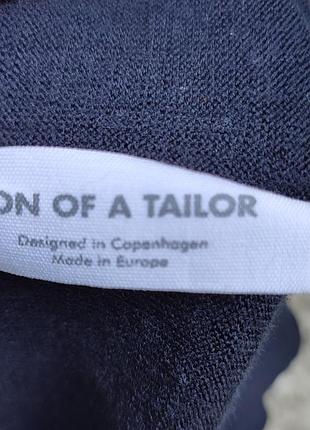 ON OF A TAILOR
Designed in Copenhagen
Made in Europe